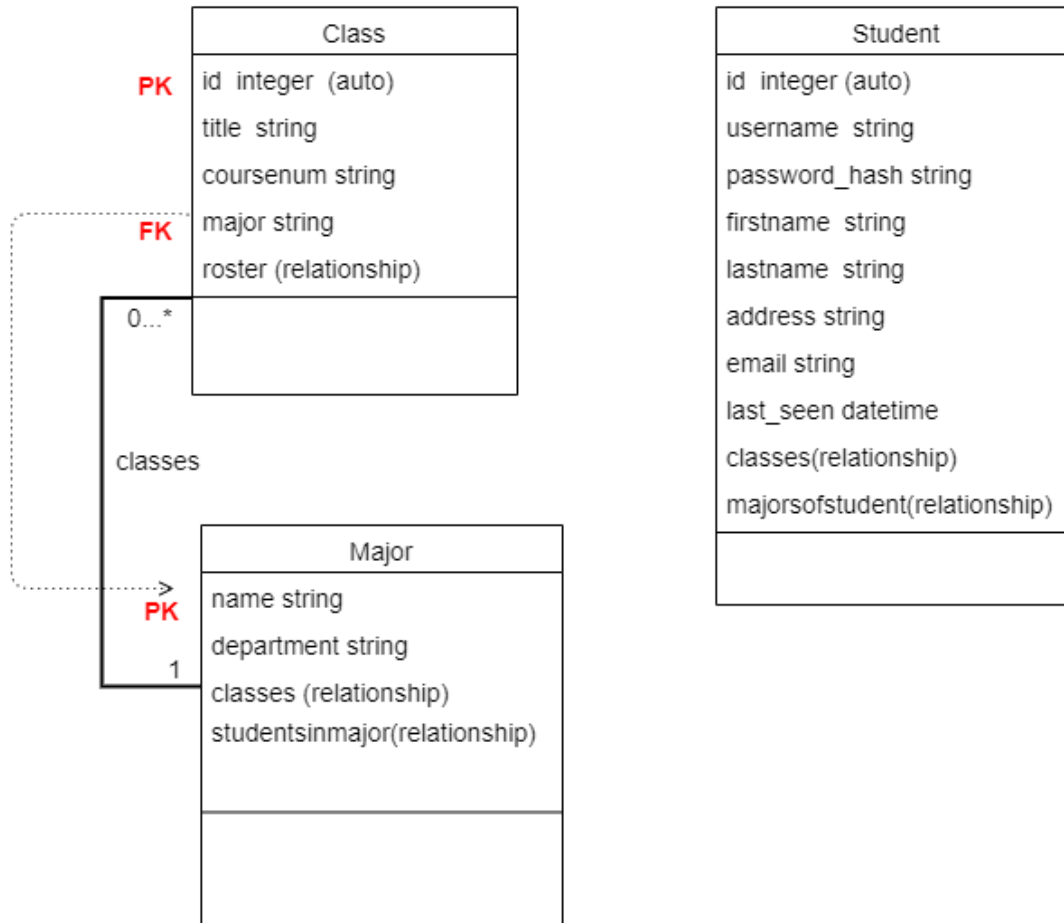 Class
PK
id integer (auto)
title string
coursenum string
FK
major string
roster (relationship)
0...*
classes
1
Major
PK
name string
department string
classes (relationship)
studentsinmajor(relationship)
Student
id integer (auto)
username string
password_hash string
firstname string
lastname string
address string
email string
last_seen datetime
classes(relationship)
majorsofstudent(relationship)